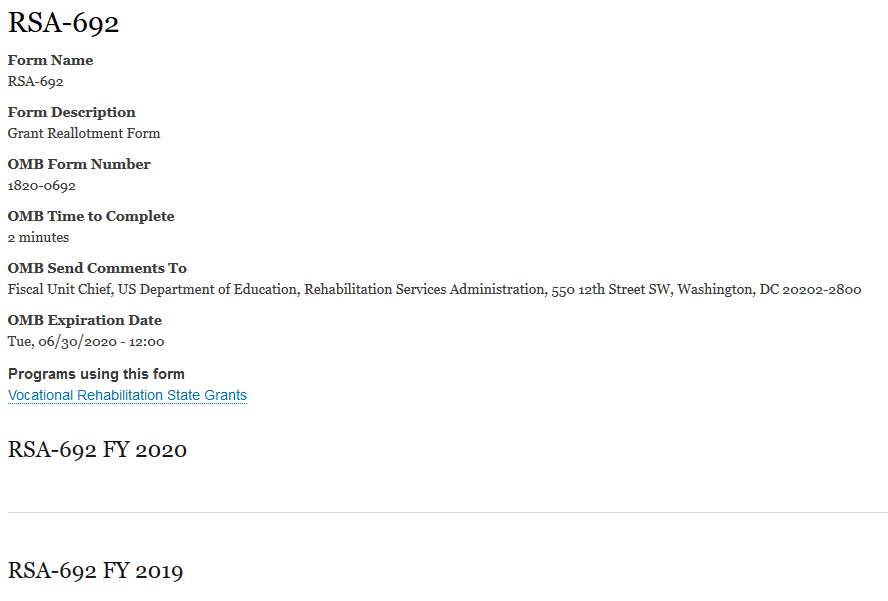 RSA-692
Form Name
RSA-692
Form Description
Grant Reallotment Form
OMB Form Number
1820-0692
OMB Time to Complete
2 minutes
OMB Send Comments To
Fiscal Unit Chief, US Department of Education, Rehabilitation Services Administration, 550 12th Street SW, Washington, DC 20202-2800
OMB Expiration Date
Tue, 06/30/2020 - 12:00
Programs using this form
Vocational Rehabilitation State Grants
RSA-692 FY 2020
RSA-692 FY 2019